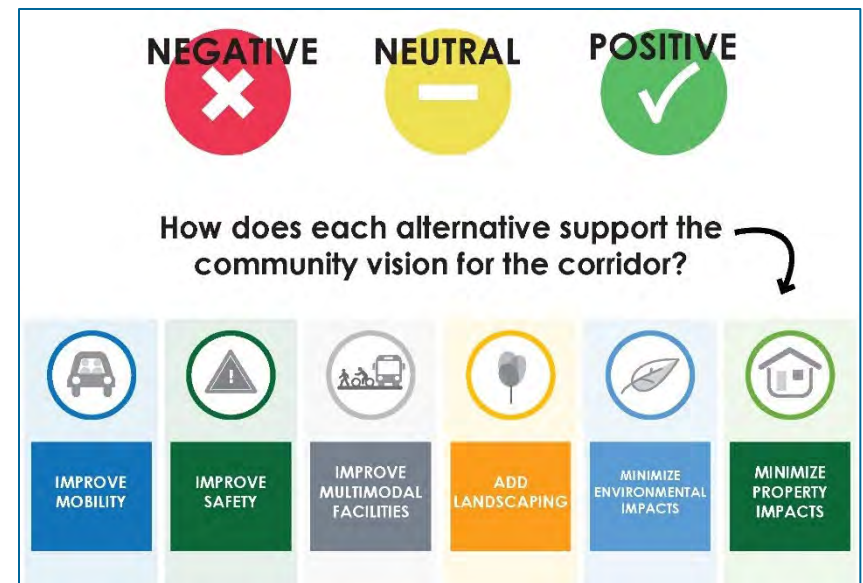 NEGATIVE NEUTRAL POSITIVE
How does each alternative support the
community vision for the corridor?
IMPROVE
MOBILITY
IMPROVE
SAFETY
IMPROVE
MULTIMODAL
FACILITIES
ADD
LANDSCAPING
MINIMIZE
ENVIRONMENTAL
IMPACTS
MINIMIZE
PROPERTY
IMPACTS